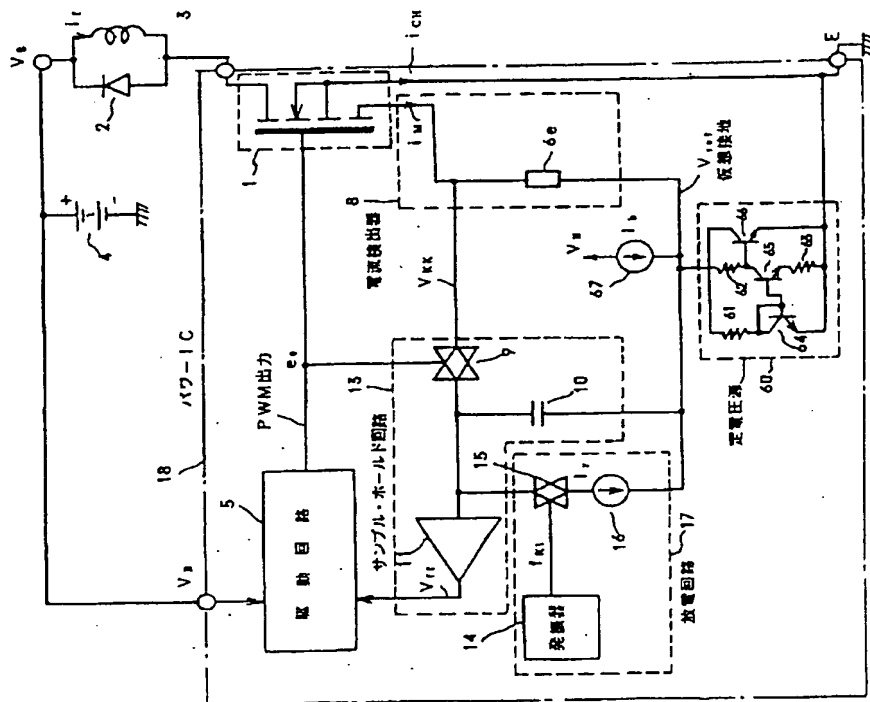 V_B
i_ℓ
3
2
+
-
4
パワーIC
18
V_B
PWM出力
e_0
1
i_M
i_CH
5
駆動回路
8
電流検出器
6e
V_KK
9
13
サンプル・ホールド回路
10
11
V_ff
15
I_r
16
f_K1
14
発振器
17
放電回路
V_B
I_b
67
V_ref
仮想接地
E
61
62
66
65
63
64
60
定電圧源